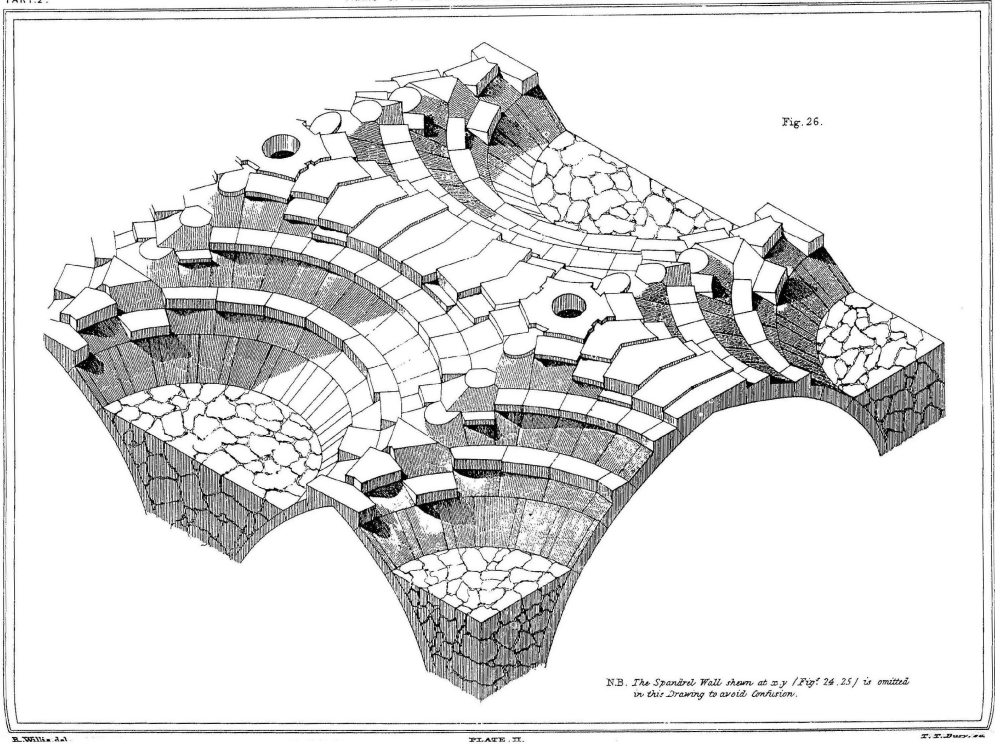 PART. 2.
Fig. 26.
N.B. The Spandrel Wall shewn at x y / Figs. 24, 25 / is omitted
in this Drawing to avoid Confusion.
R. Willis del
PLATE. II.